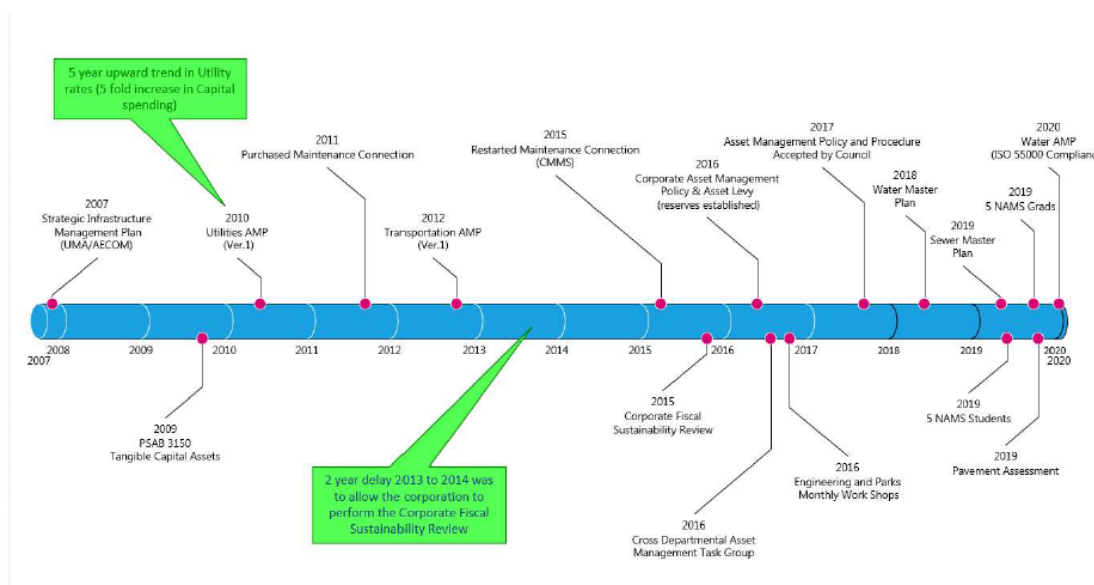 5 year upward trend in Utility
rates (5 fold increase in Capital
spending)
2007
Strategic Infrastructure
Management Plan
(UMA/AECOM)
2010
Utilities AMP
(Ver.1)
2011
Purchased Maintenance Connection
2012
Transportation AMP
(Ver.1)
2015
Restarted Maintenance Connection
(CMMS)
2016
Corporate Asset Management
Policy & Asset Levy
(reserves established)
2017
Asset Management Policy and Procedure
Accepted by Council
2018
Water Master
Plan
2019
Sewer Master
Plan
2019
5 NAMS Grads
2020
Water AMP
(ISO 55000 Complianc
2007
2008
2009
2010
2011
2012
2013
2014
2015
2016
2017
2018
2019
2020
2020
2009
PSAB 3150
Tangible Capital Assets
2 year delay 2013 to 2014 was
to allow the corporation to
perform the Corporate Fiscal
Sustainability Review
2015
Corporate Fiscal
Sustainability Review
2016
Cross Departmental Asset
Management Task Group
2016
Engineering and Parks
Monthly Work Shops
2019
5 NAMS Students
2019
Pavement Assessment